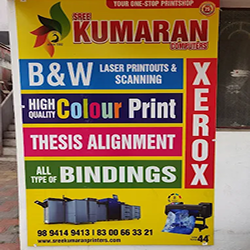 YOUR ONE-STOP PRINTSHOP
SREE
KUMARAN
COMPUTERS
B&W LASER PRINTOUTS & SCANNING
HIGH QUALITY Colour Print
THESIS ALIGNMENT
ALL TYPE OF BINDINGS
XEROX
98 9414 9413 / 83 00 66 33 21
www.sreekumaranprinters.com
44